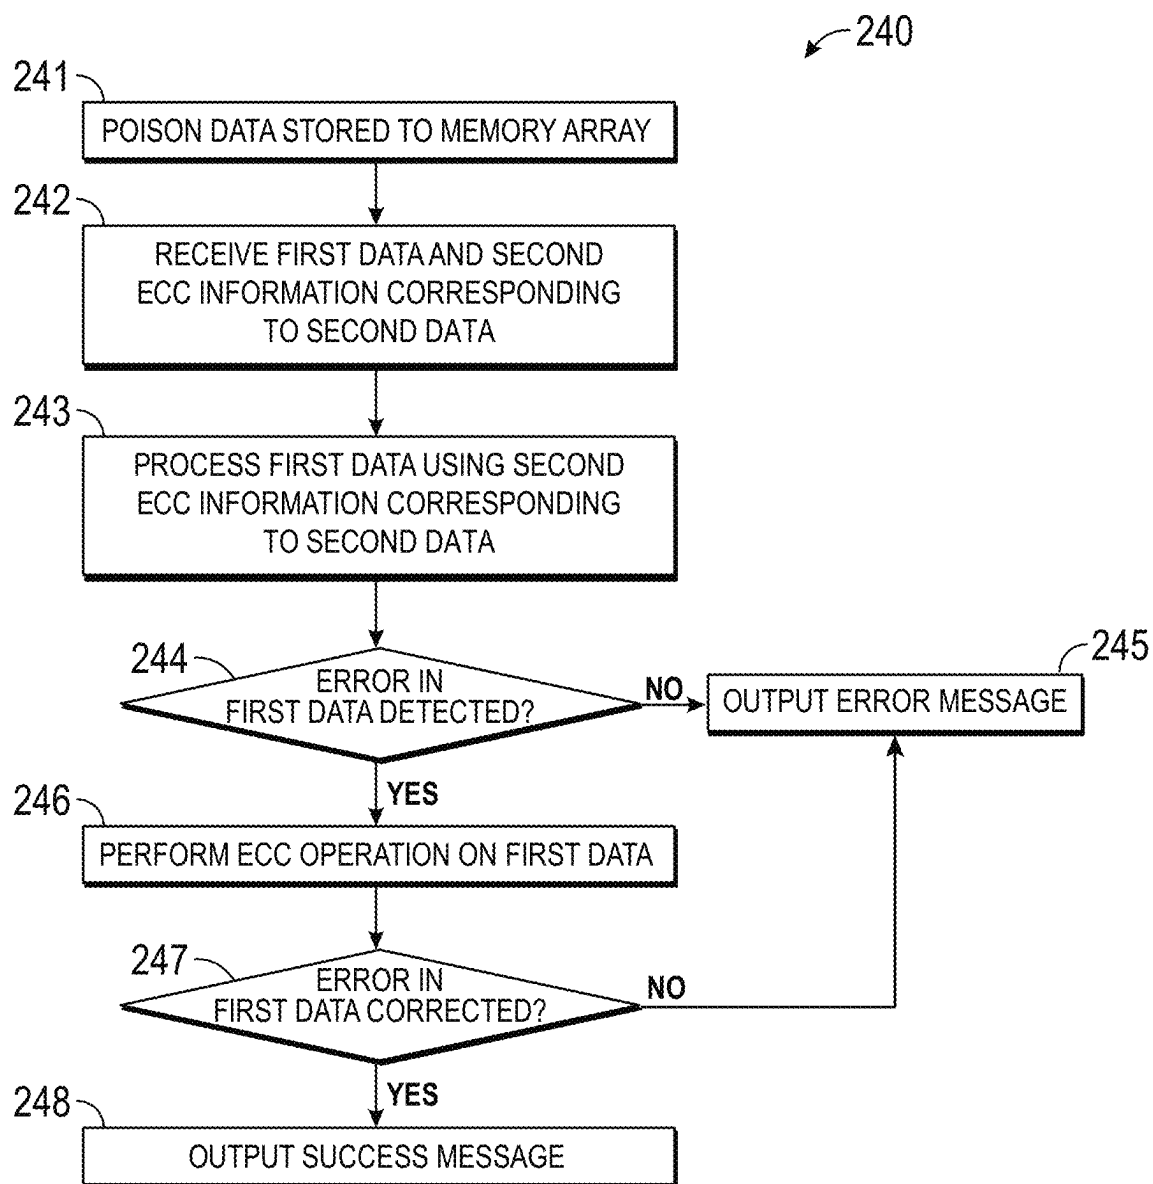 240
241
POISON DATA STORED TO MEMORY ARRAY
242
RECEIVE FIRST DATA AND SECOND
ECC INFORMATION CORRESPONDING
TO SECOND DATA
243
PROCESS FIRST DATA USING SECOND
ECC INFORMATION CORRESPONDING
TO SECOND DATA
244
ERROR IN
FIRST DATA DETECTED?
NO
245
OUTPUT ERROR MESSAGE
YES
246
PERFORM ECC OPERATION ON FIRST DATA
247
ERROR IN
FIRST DATA CORRECTED?
NO
YES
248
OUTPUT SUCCESS MESSAGE